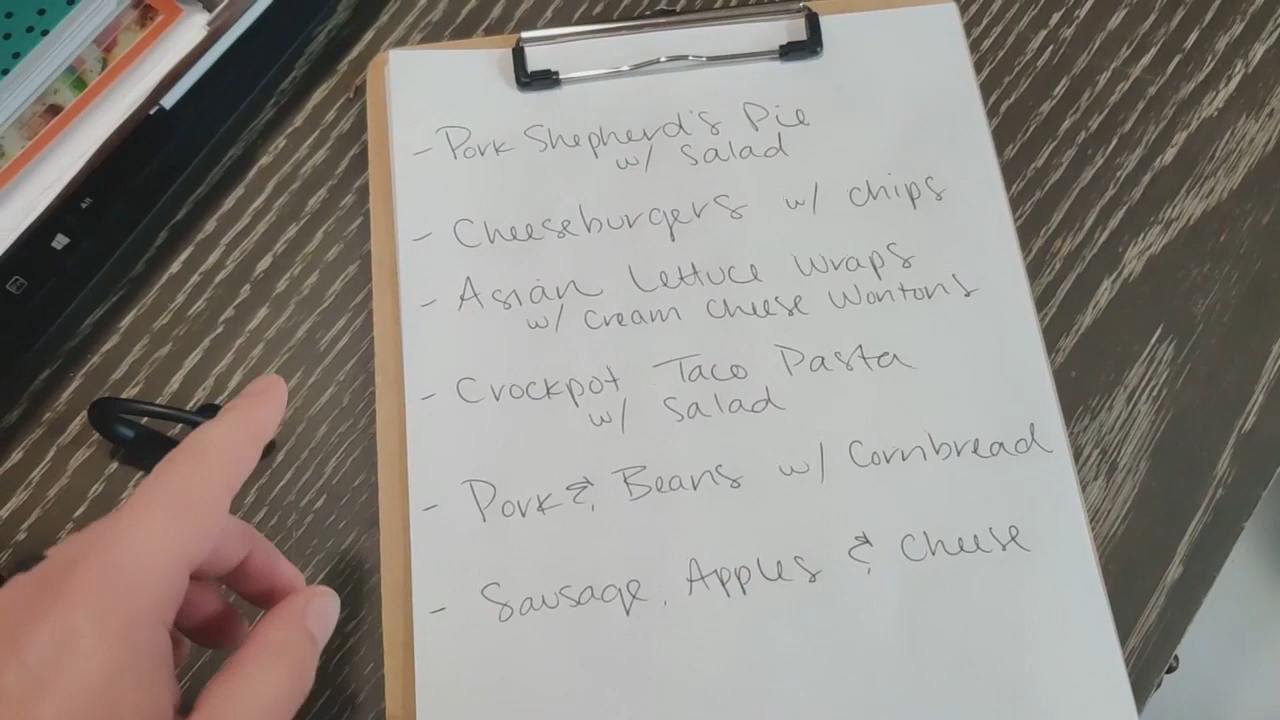 - Pork Shepherd's Pie
w/ Salad
- Cheeseburgers w/ chips
- Asian Lettuce Wraps
w/ Cream Cheese Wontons
- Crockpot Taco Pasta
w/ Salad
- Pork & Beans w/ Cornbread
- Sausage, Apples & Cheese